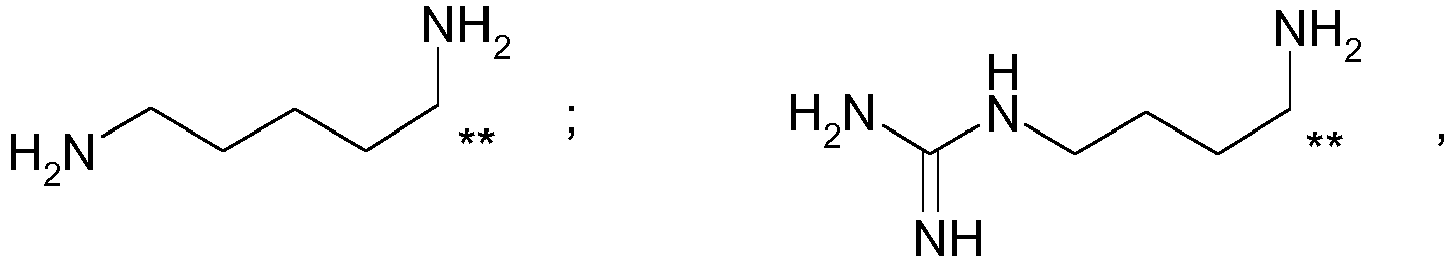 NH2 NH2
H
H2N ** ; H2N N ** ,
NH